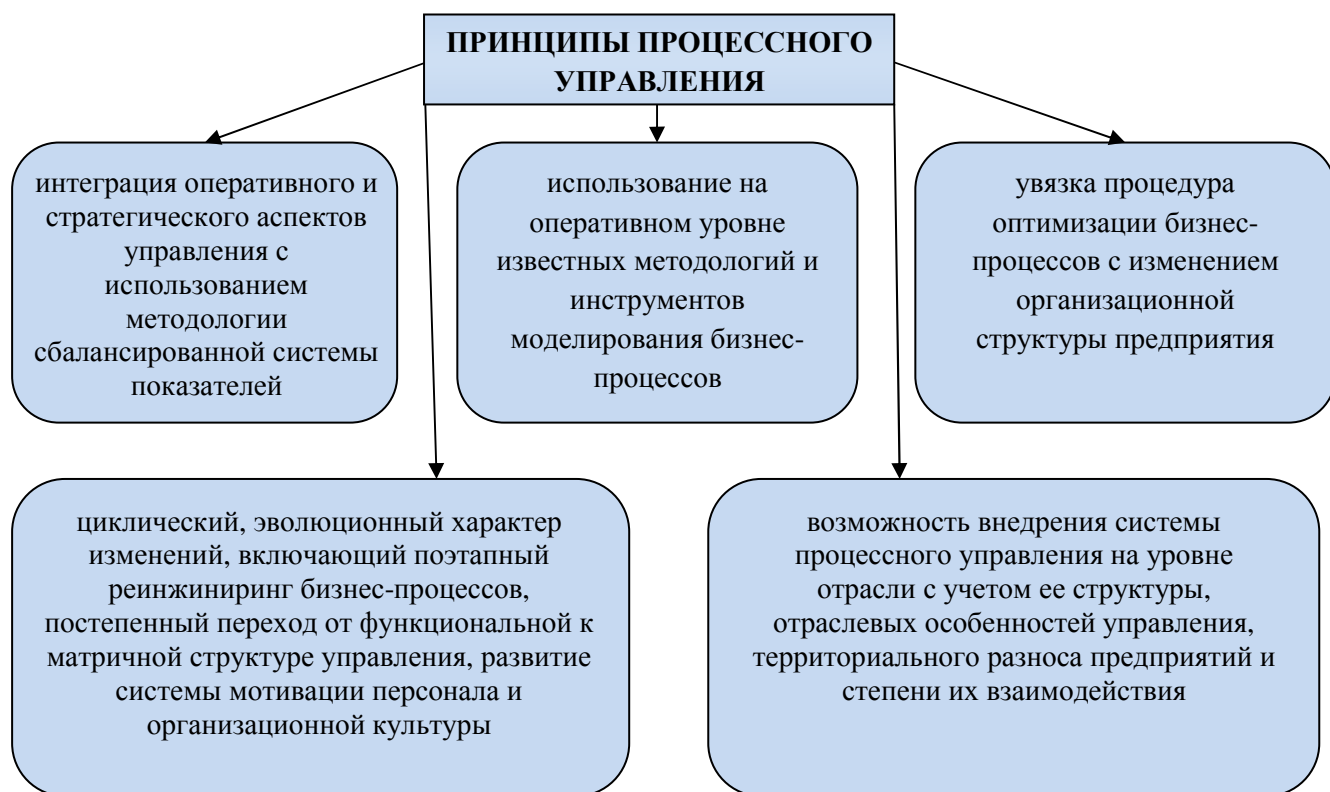 ПРИНЦИПЫ ПРОЦЕССНОГО
УПРАВЛЕНИЯ
интеграция оперативного и
стратегического аспектов
управления с
использованием
методологии
сбалансированной системы
показателей
использование на
оперативном уровне
известных методологий и
инструментов
моделирования бизнес-
процессов
увязка процедура
оптимизации бизнес-
процессов с изменением
организационной
структуры предприятия
циклический, эволюционный характер
изменений, включающий поэтапный
реинжиниринг бизнес-процессов,
постепенный переход от функциональной к
матричной структуре управления, развитие
системы мотивации персонала и
организационной культуры
возможность внедрения системы
процессного управления на уровне
отрасли с учетом ее структуры,
отраслевых особенностей управления,
территориального разноса предприятий и
степени их взаимодействия